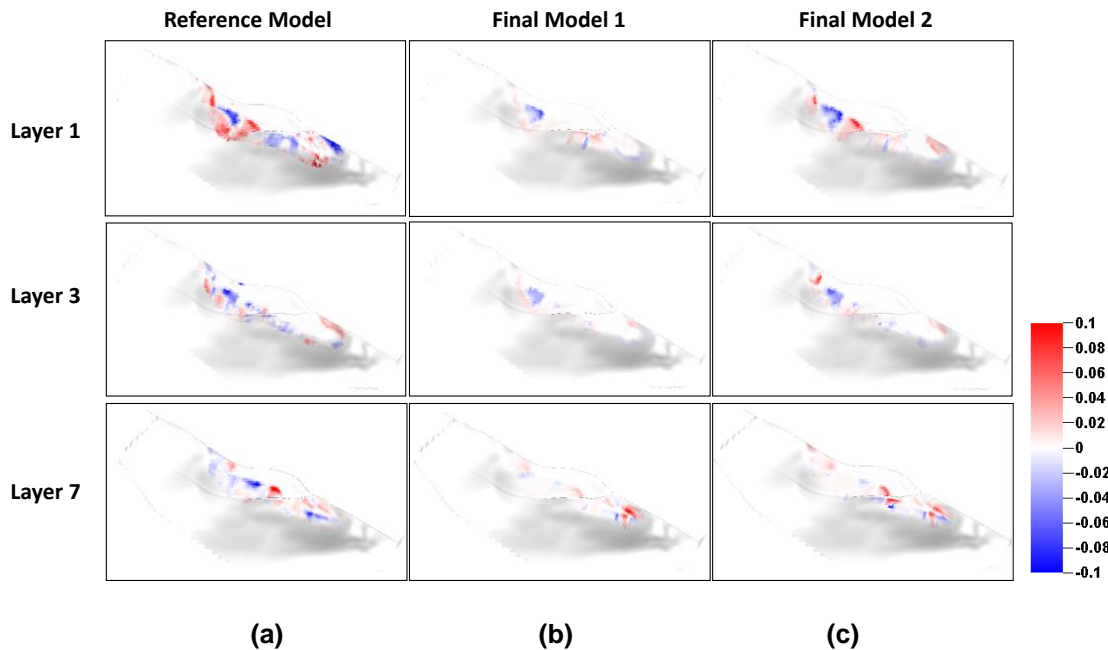 Reference Model Final Model 1 Final Model 2
Layer 1
Layer 3
Layer 7
0.1
0.08
0.06
0.04
0.02
0
-0.02
-0.04
-0.06
-0.08
-0.1
(a) (b) (c)